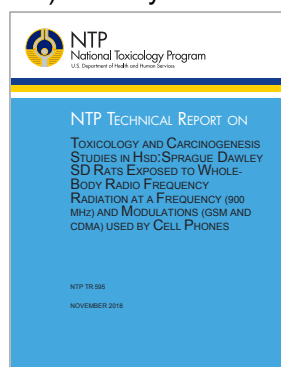 NTP
National Toxicology Program
U.S. Department of Health and Human Services
NTP TECHNICAL REPORT ON
TOXICOLOGY AND CARCINOGENESIS
STUDIES IN HSD:SPRAGUE DAWLEY
SD RATS EXPOSED TO WHOLE-
BODY RADIO FREQUENCY
RADIATION AT A FREQUENCY (900
MHZ) AND MODULATIONS (GSM AND
CDMA) USED BY CELL PHONES
NTP TR 595
NOVEMBER 2018